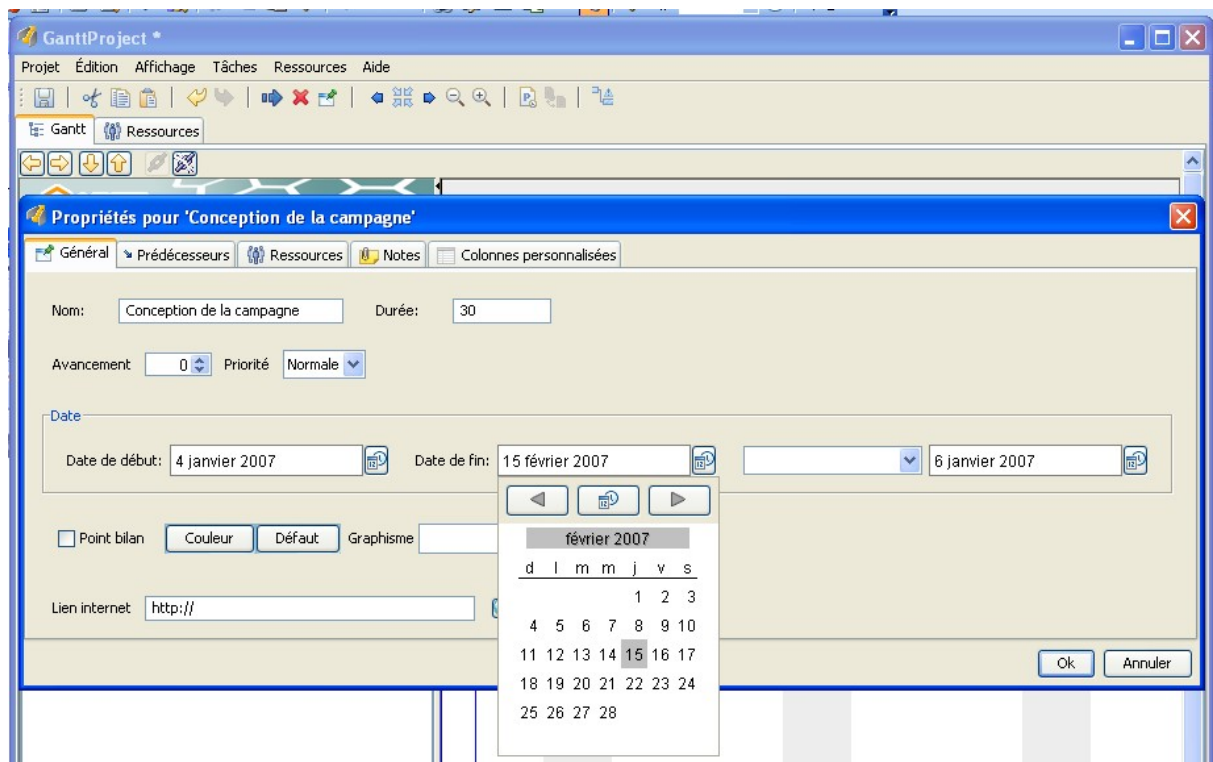 GanttProject *
Projet Édition Affichage Tâches Ressources Aide
Gantt Ressources
Propriétés pour 'Conception de la campagne'
Général Prédécesseurs Ressources Notes Colonnes personnalisées
Nom: Conception de la campagne Durée: 30
Avancement 0 Priorité Normale
Date
Date de début: 4 janvier 2007 12 Date de fin: 15 février 2007 12 6 janvier 2007 12
12
Point bilan Couleur Défaut Graphisme
février 2007
d l m m j v s
1 2 3
Lien internet http://
4 5 6 7 8 9 10
11 12 13 14 15 16 17
Ok Annuler
18 19 20 21 22 23 24
25 26 27 28